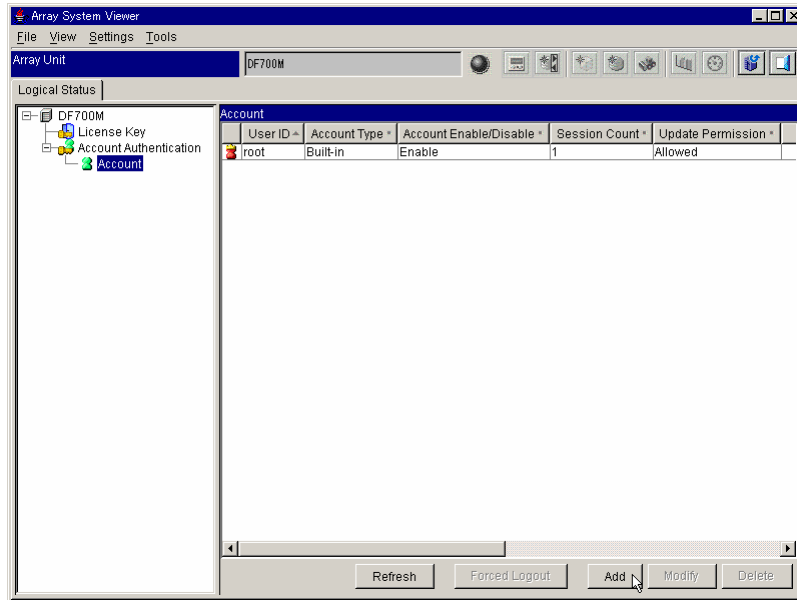 Array System Viewer
File View Settings Tools
Array Unit DF700M
Logical Status
DF700M
License Key
Account Authentication
Account
Account
User ID Account Type Account Enable/Disable Session Count Update Permission
root Built-in Enable 1 Allowed
Refresh Forced Logout Add Modify Delete